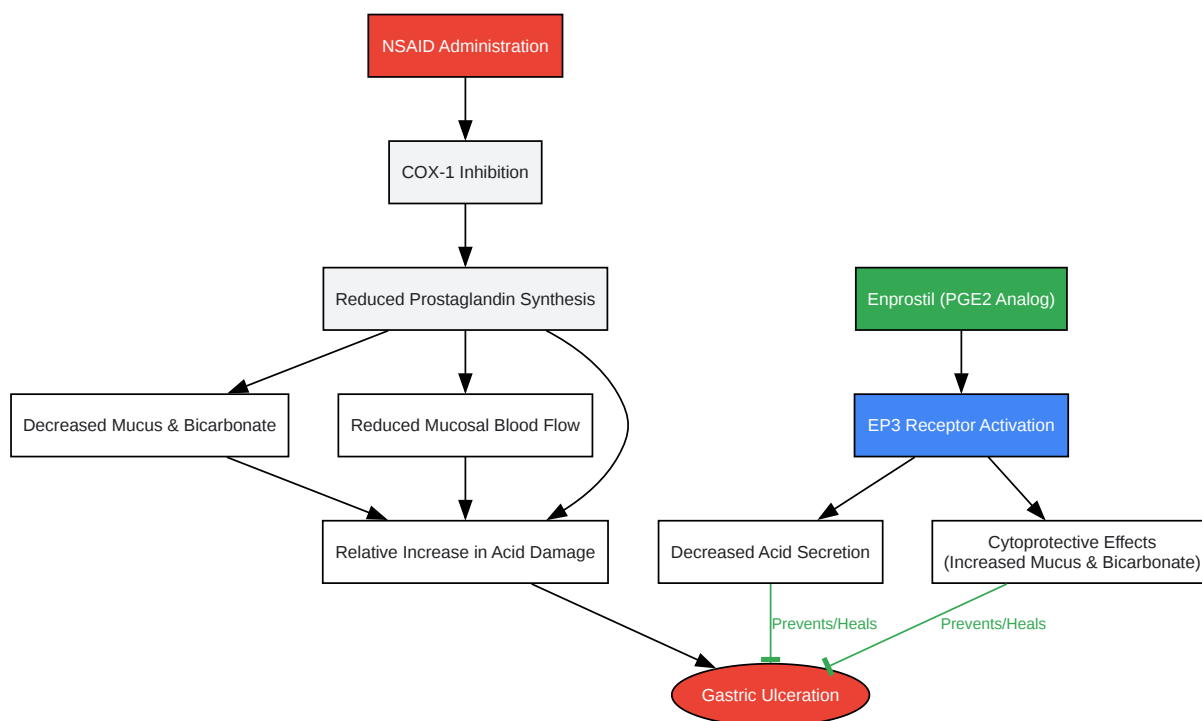 NSAID Administration
COX-1 Inhibition
Reduced Prostaglandin Synthesis
Enprostil (PGE2 Analog)
Decreased Mucus & Bicarbonate
Reduced Mucosal Blood Flow
EP3 Receptor Activation
Relative Increase in Acid Damage
Decreased Acid Secretion
Cytoprotective Effects
(Increased Mucus & Bicarbonate)
Prevents/Heals
Prevents/Heals
Gastric Ulceration